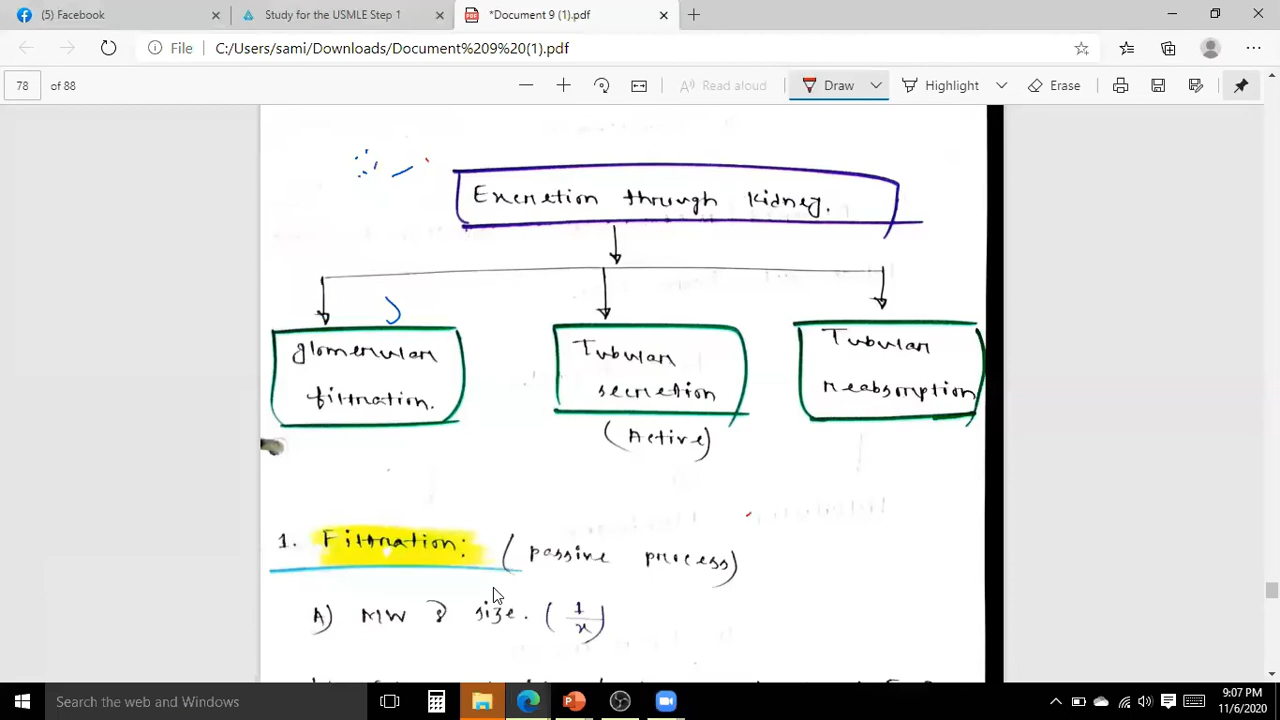 (5) Facebook
Study for the USMLE Step 1
*Document 9 (1).pdf
File
C:/Users/sami/Downloads/Document%209%20(1).pdf
78 of 88
Read aloud
Draw
Highlight
Erase
Excretion through kidney.
Glomerular filtration.
Tubular secretion
(Active)
Tubular reabsorption
1. Filtration: (passive process)
A) MW & size. (1/x)
Search the web and Windows
9:07 PM
11/6/2020